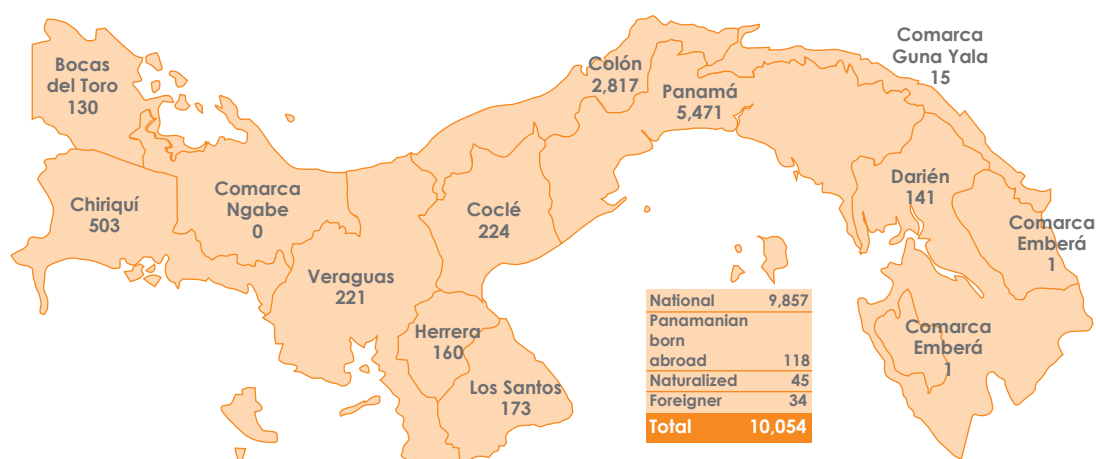 Bocas
del Toro
130
Chiriquí
503
Comarca
Ngabe
0
Veraguas
221
Herrera
160
Los Santos
173
Coclé
224
Colón
2,817
Panamá
5,471
Comarca
Guna Yala
15
Darién
141
Comarca
Emberá
1
Comarca
Emberá
1
National 9,857
Panamanian
born
abroad 118
Naturalized 45
Foreigner 34
Total 10,054